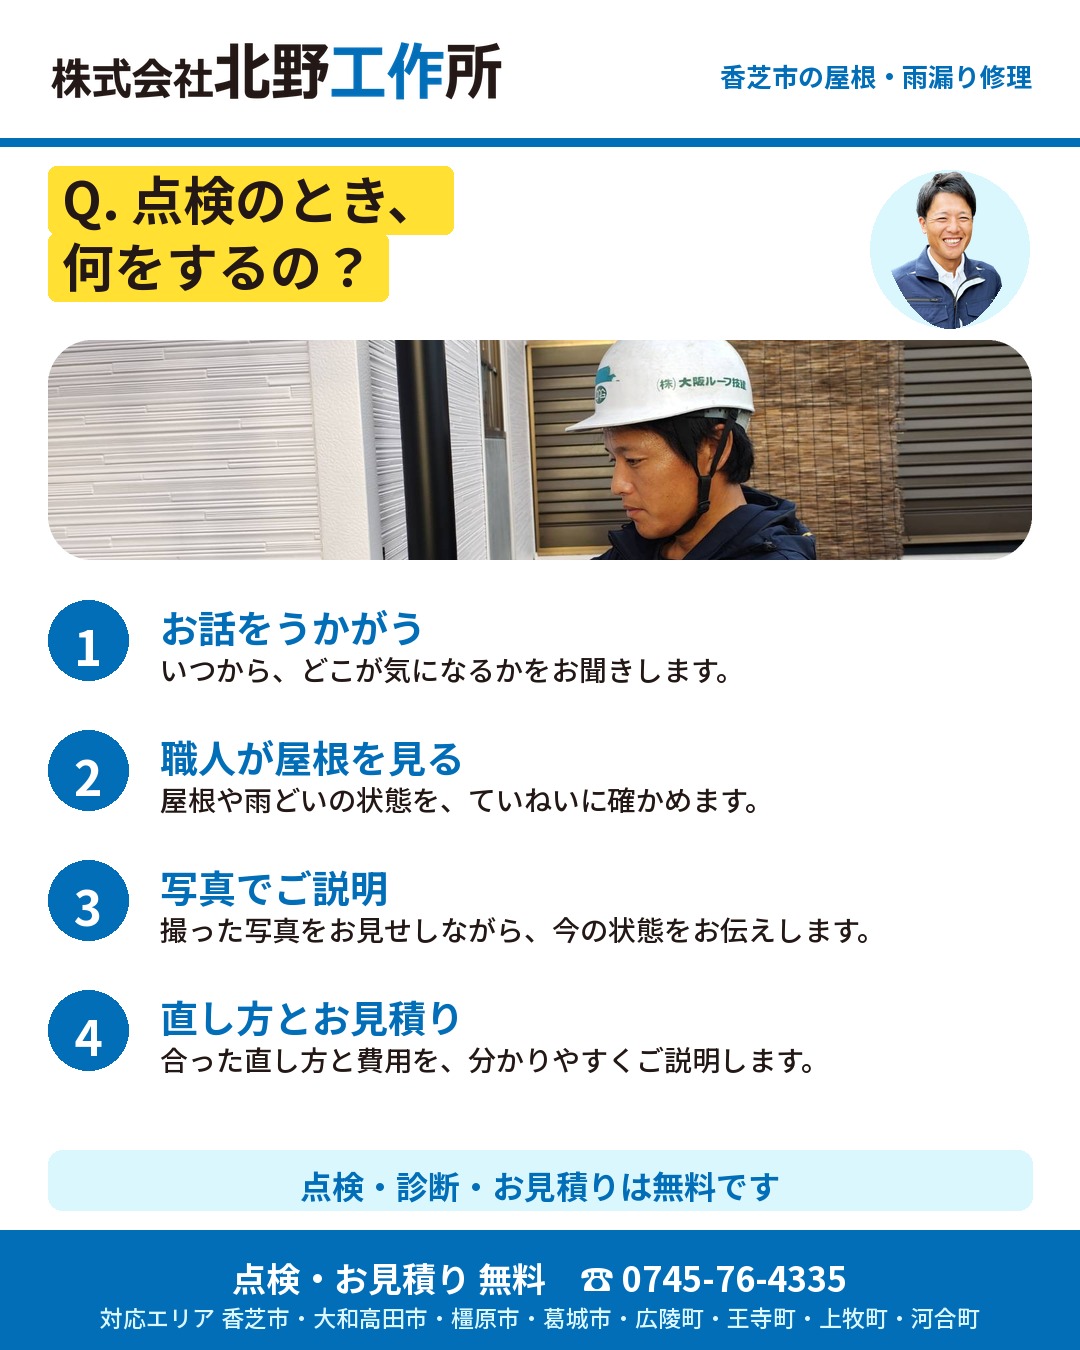 株式会社北野工作所
香芝市の屋根・雨漏り修理
Q. 点検のとき、
何をするの？
(株)大阪ルーフ技建
1
お話をうかがう
いつから、どこが気になるかをお聞きします。
2
職人が屋根を見る
屋根や雨どいの状態を、ていねいに確かめます。
3
写真でご説明
撮った写真をお見せしながら、今の状態をお伝えします。
4
直し方とお見積り
合った直し方と費用を、分かりやすくご説明します。
点検・診断・お見積りは無料です
点検・お見積り 無料 ☎ 0745-76-4335
対応エリア 香芝市・大和高田市・橿原市・葛城市・広陵町・王寺町・上牧町・河合町